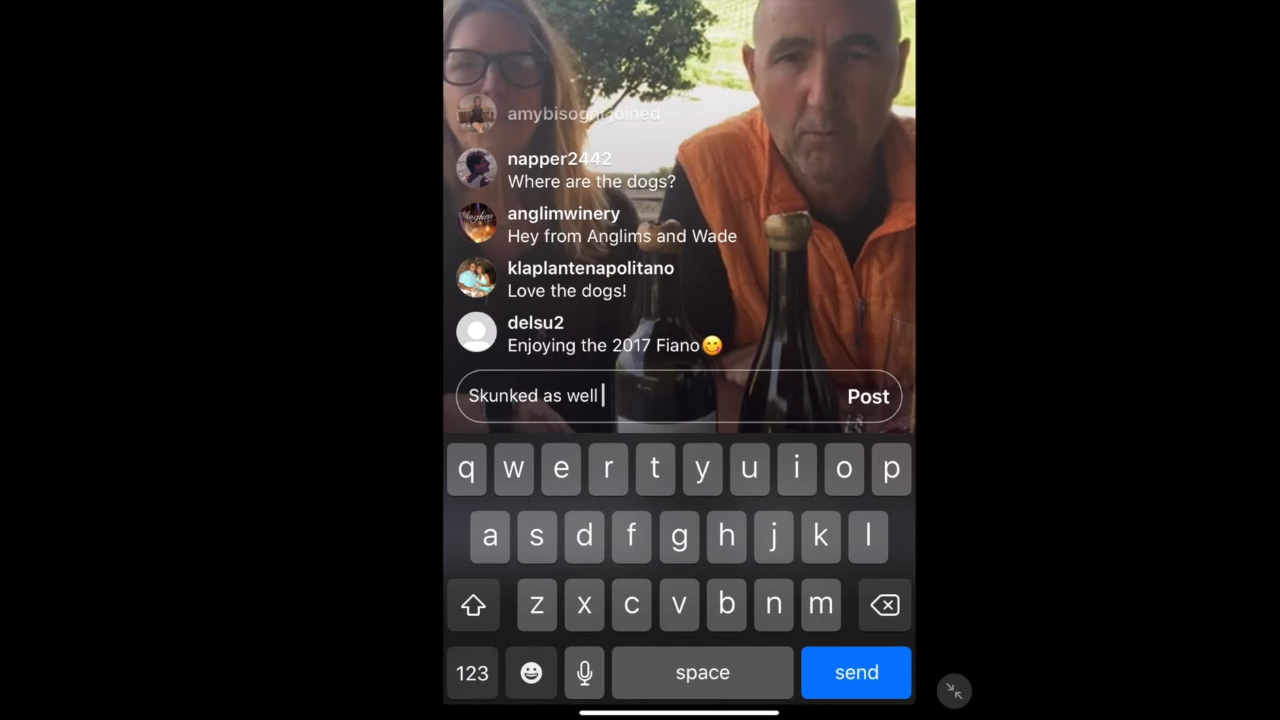 amybisogni joined
napper2442
Where are the dogs?
anglimwinery
Hey from Anglims and Wade
klaplantenapolitano
Love the dogs!
delsu2
Enjoying the 2017 Fiano😋
Skunked as well
Post
q w e r t y u i o p
a s d f g h j k l
z x c v b n m
123 space send